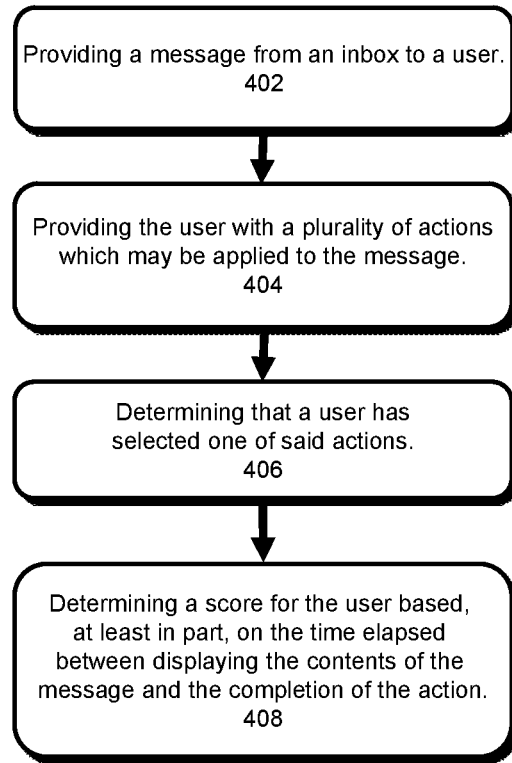 Providing a message from an inbox to a user.
402
Providing the user with a plurality of actions
which may be applied to the message.
404
Determining that a user has
selected one of said actions.
406
Determining a score for the user based,
at least in part, on the time elapsed
between displaying the contents of the
message and the completion of the action.
408